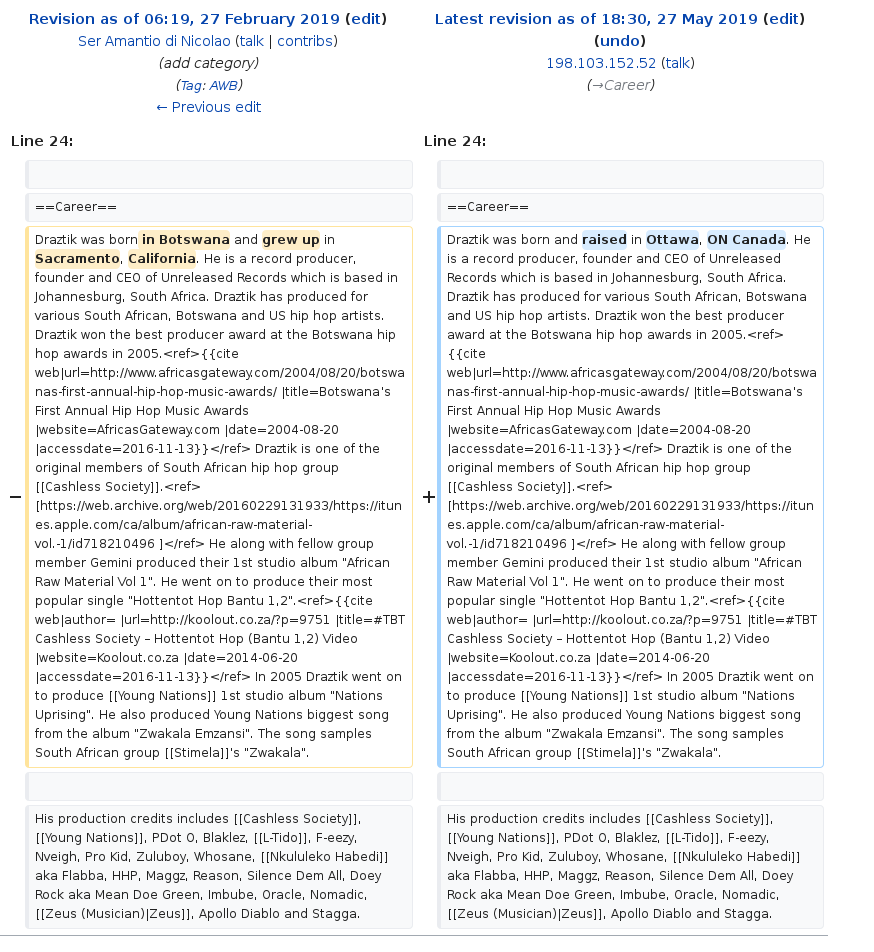 Revision as of 06:19, 27 February 2019 (edit)
Ser Amantio di Nicolao (talk | contribs)
(add category)
(Tag: AWB)
← Previous edit
Latest revision as of 18:30, 27 May 2019 (edit)
(undo)
198.103.152.52 (talk)
(→Career)
Line 24:
Line 24:
==Career==
==Career==
−
Draztik was born in Botswana and grew up in
Sacramento, California. He is a record producer,
founder and CEO of Unreleased Records which is based in
Johannesburg, South Africa. Draztik has produced for
various South African, Botswana and US hip hop artists.
Draztik won the best producer award at the Botswana hip
hop awards in 2005.<ref>{{cite
web|url=http://www.africasgateway.com/2004/08/20/botswa
nas-first-annual-hip-hop-music-awards/ |title=Botswana's
First Annual Hip Hop Music Awards
|website=AfricasGateway.com |date=2004-08-20
|accessdate=2016-11-13}}</ref> Draztik is one of the
original members of South African hip hop group
[[Cashless Society]].<ref>
[https://web.archive.org/web/20160229131933/https://itun
es.apple.com/ca/album/african-raw-material-
vol.-1/id718210496 ]</ref> He along with fellow group
member Gemini produced their 1st studio album "African
Raw Material Vol 1". He went on to produce their most
popular single "Hottentot Hop Bantu 1,2".<ref>{{cite
web|author= |url=http://koolout.co.za/?p=9751 |title=#TBT
Cashless Society – Hottentot Hop (Bantu 1,2) Video
|website=Koolout.co.za |date=2014-06-20
|accessdate=2016-11-13}}</ref> In 2005 Draztik went on
to produce [[Young Nations]] 1st studio album "Nations
Uprising". He also produced Young Nations biggest song
from the album "Zwakala Emzansi". The song samples
South African group [[Stimela]]'s "Zwakala".
+
Draztik was born and raised in Ottawa, ON Canada. He
is a record producer, founder and CEO of Unreleased
Records which is based in Johannesburg, South Africa.
Draztik has produced for various South African, Botswana
and US hip hop artists. Draztik won the best producer
award at the Botswana hip hop awards in 2005.<ref>
{{cite
web|url=http://www.africasgateway.com/2004/08/20/botswa
nas-first-annual-hip-hop-music-awards/ |title=Botswana's
First Annual Hip Hop Music Awards
|website=AfricasGateway.com |date=2004-08-20
|accessdate=2016-11-13}}</ref> Draztik is one of the
original members of South African hip hop group
[[Cashless Society]].<ref>
[https://web.archive.org/web/20160229131933/https://itun
es.apple.com/ca/album/african-raw-material-
vol.-1/id718210496 ]</ref> He along with fellow group
member Gemini produced their 1st studio album "African
Raw Material Vol 1". He went on to produce their most
popular single "Hottentot Hop Bantu 1,2".<ref>{{cite
web|author= |url=http://koolout.co.za/?p=9751 |title=#TBT
Cashless Society – Hottentot Hop (Bantu 1,2) Video
|website=Koolout.co.za |date=2014-06-20
|accessdate=2016-11-13}}</ref> In 2005 Draztik went on
to produce [[Young Nations]] 1st studio album "Nations
Uprising". He also produced Young Nations biggest song
from the album "Zwakala Emzansi". The song samples
South African group [[Stimela]]'s "Zwakala".
His production credits includes [[Cashless Society]],
[[Young Nations]], PDot O, Blaklez, [[L-Tido]], F-eezy,
Nveigh, Pro Kid, Zuluboy, Whosane, [[Nkululeko Habedi]]
aka Flabba, HHP, Maggz, Reason, Silence Dem All, Doey
Rock aka Mean Doe Green, Imbube, Oracle, Nomadic,
[[Zeus (Musician)|Zeus]], Apollo Diablo and Stagga.
His production credits includes [[Cashless Society]],
[[Young Nations]], PDot O, Blaklez, [[L-Tido]], F-eezy,
Nveigh, Pro Kid, Zuluboy, Whosane, [[Nkululeko Habedi]]
aka Flabba, HHP, Maggz, Reason, Silence Dem All, Doey
Rock aka Mean Doe Green, Imbube, Oracle, Nomadic,
[[Zeus (Musician)|Zeus]], Apollo Diablo and Stagga.